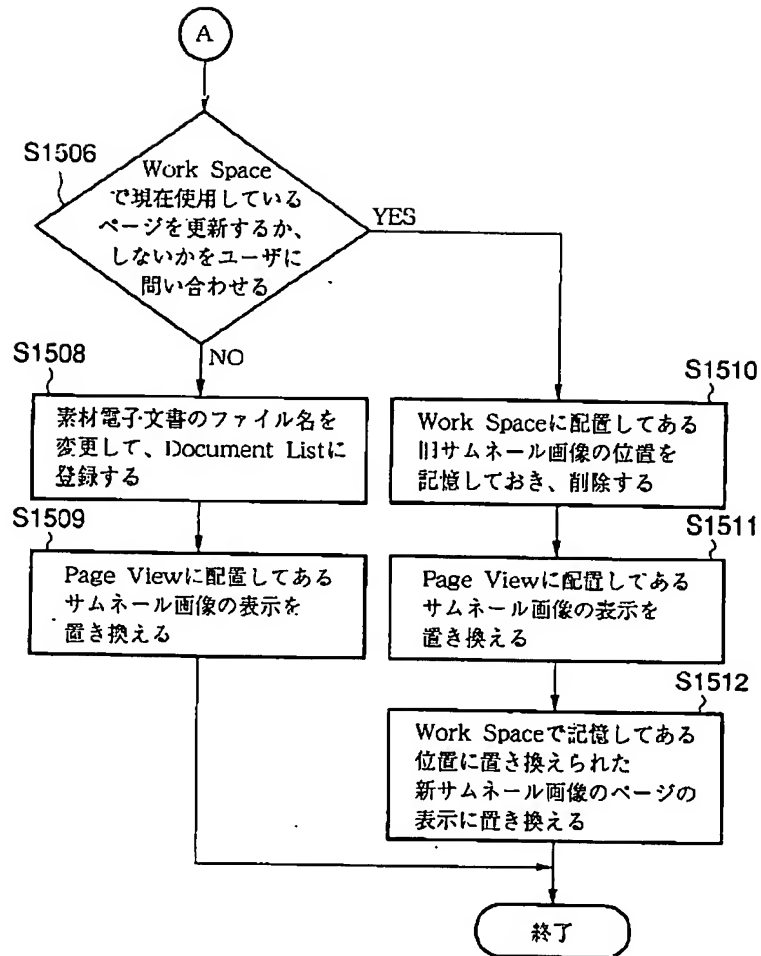 A
S1506
Work Space
で現在使用している
ページを更新するか、
しないかをユーザに
問い合わせる
YES
NO
S1508
素材電子文書のファイル名を
変更して、Document Listに
登録する
S1509
Page Viewに配置してある
サムネール画像の表示を
置き換える
S1510
Work Spaceに配置してある
旧サムネール画像の位置を
記憶しておき、削除する
S1511
Page Viewに配置してある
サムネール画像の表示を
置き換える
S1512
Work Spaceで記憶してある
位置に置き換えられた
新サムネール画像のページの
表示に置き換える
終了